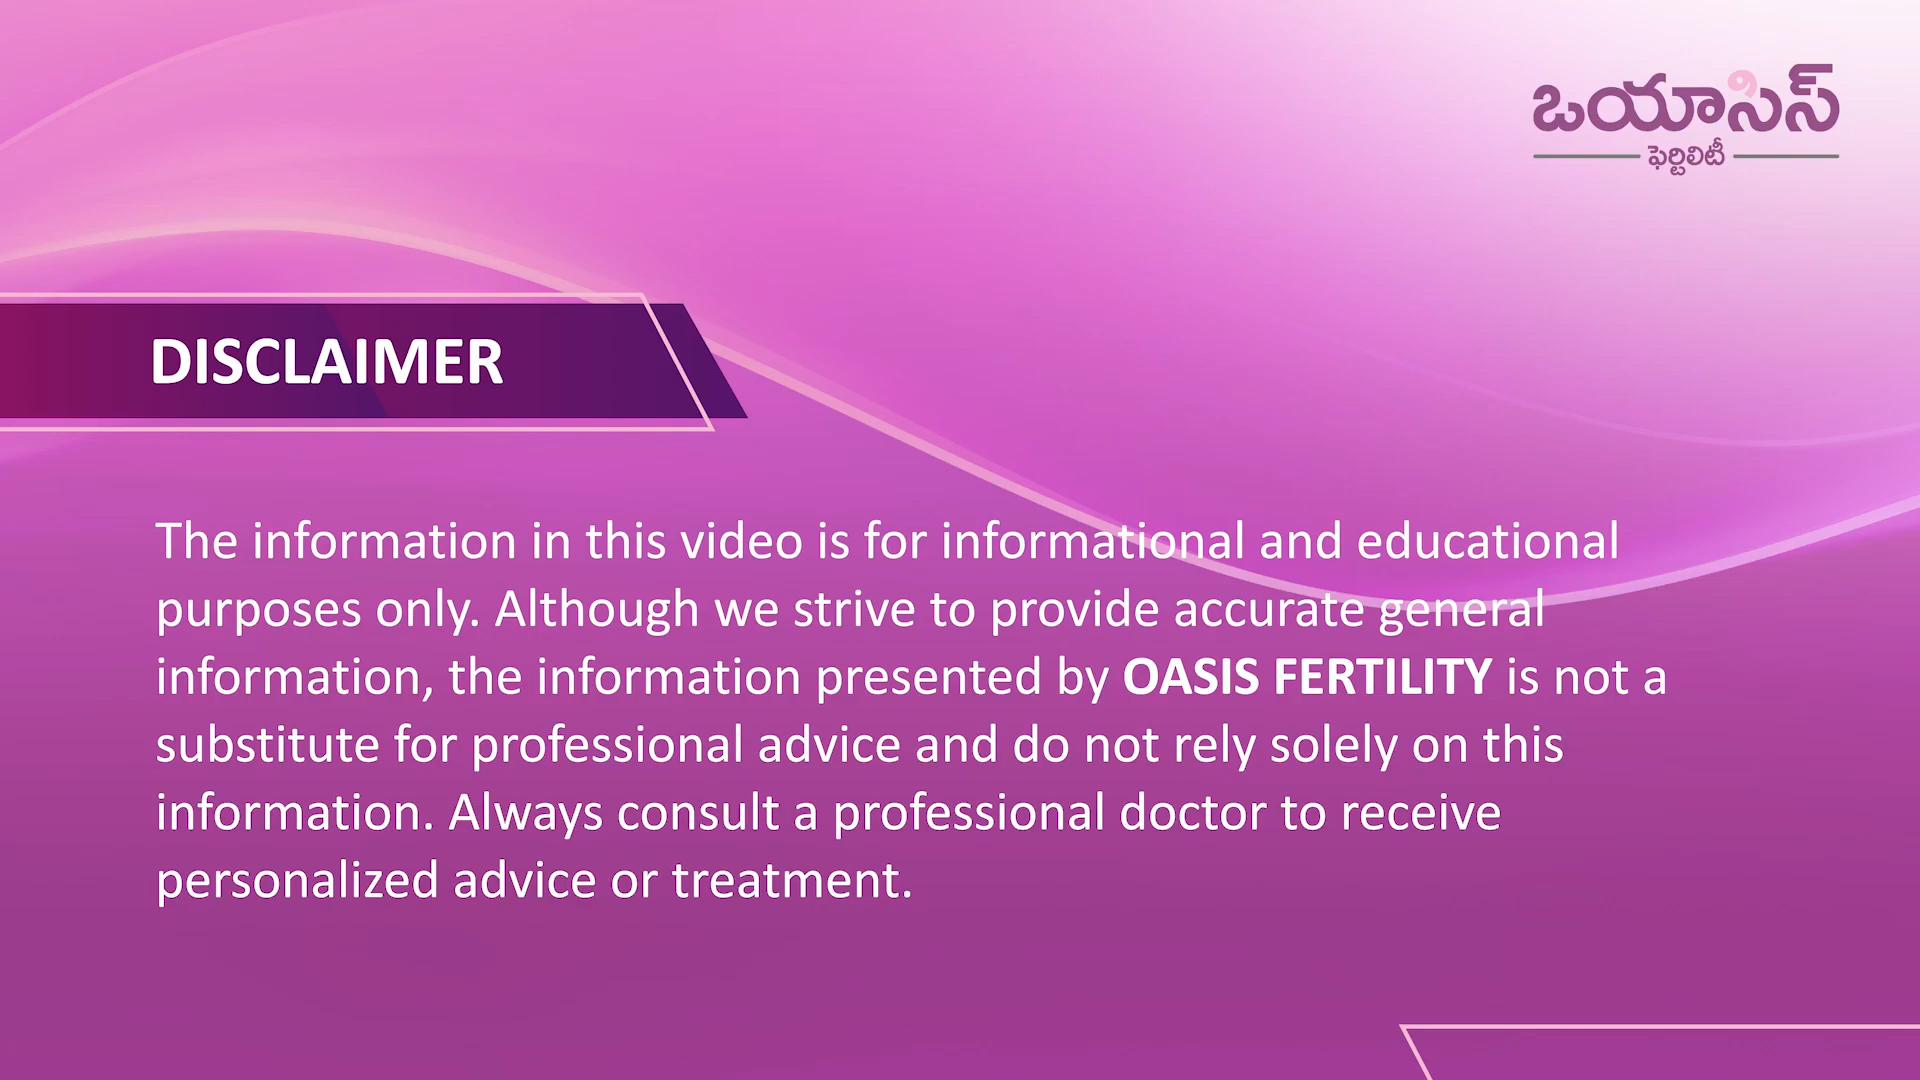 ఒయాసిస్
ఫెర్టిలిటీ
DISCLAIMER
The information in this video is for informational and educational
purposes only. Although we strive to provide accurate general
information, the information presented by OASIS FERTILITY is not a
substitute for professional advice and do not rely solely on this
information. Always consult a professional doctor to receive
personalized advice or treatment.